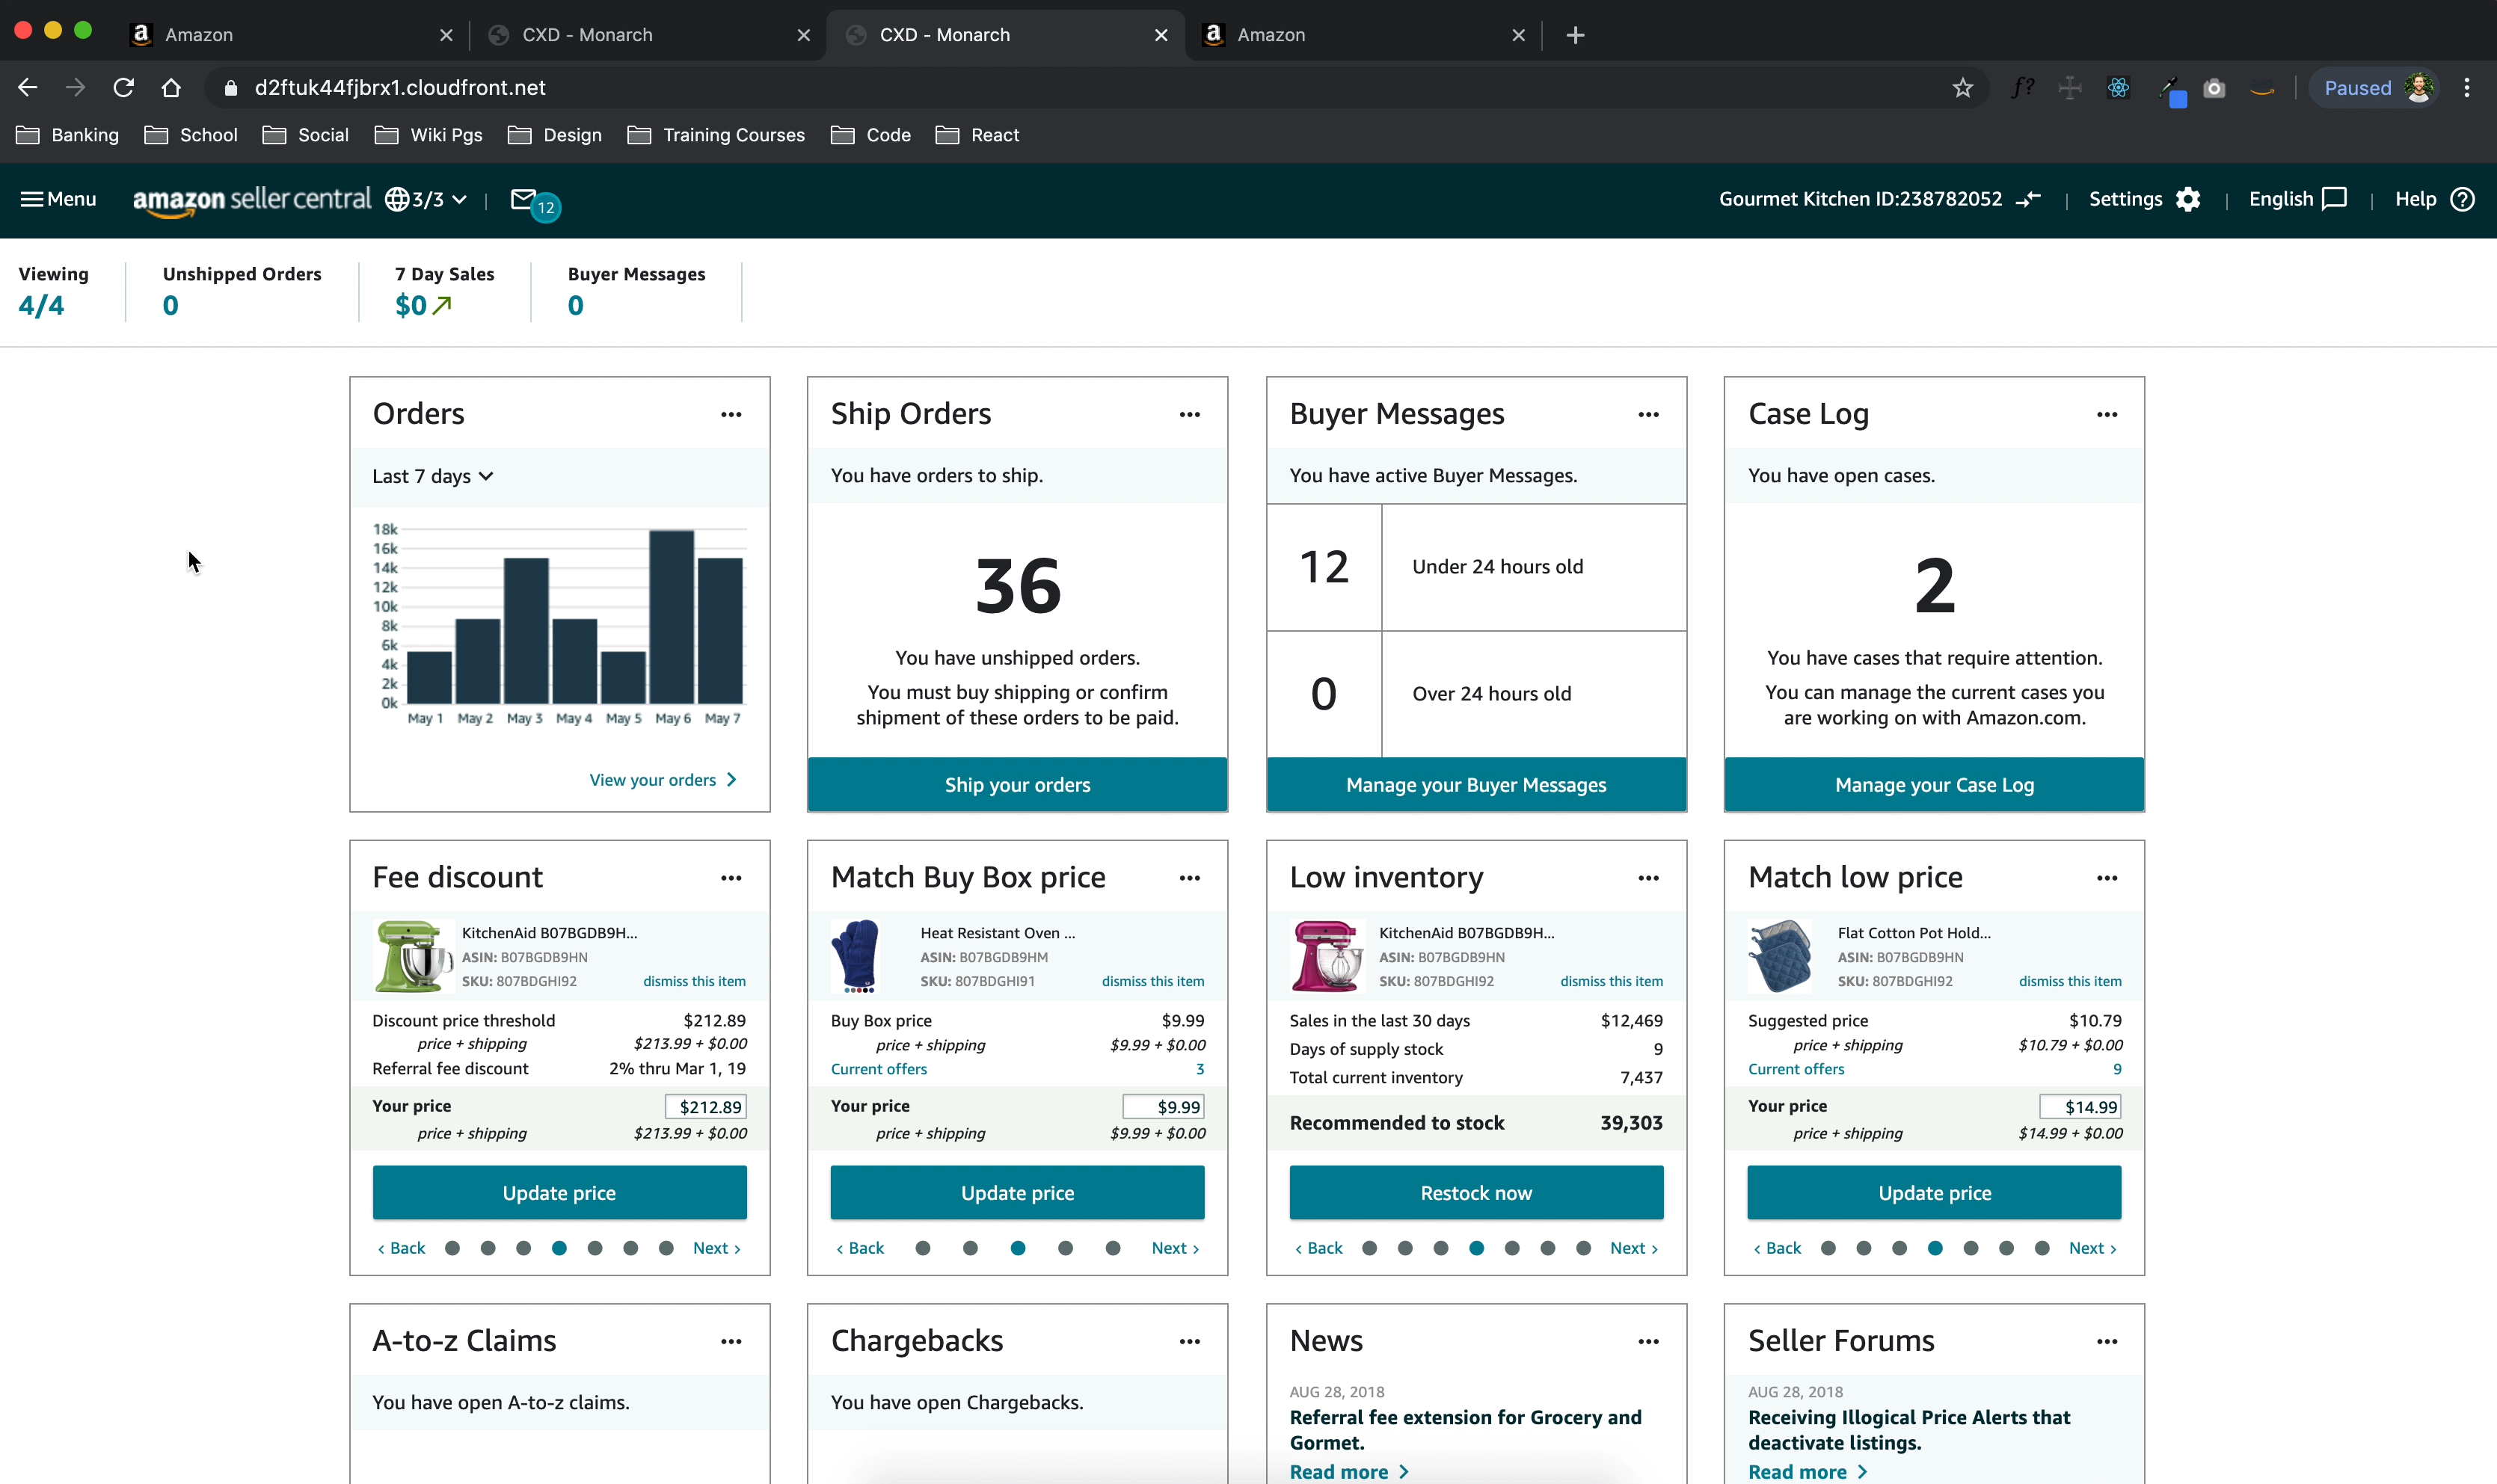 Amazon
CXD - Monarch
CXD - Monarch
Amazon
d2ftuk44fjbrx1.cloudfront.net
f?
Paused
Banking
School
Social
Wiki Pgs
Design
Training Courses
Code
React
Menu
amazon seller central
3/3
12
Gourmet Kitchen ID:238782052
Settings
English
Help
Viewing
4/4
Unshipped Orders
0
7 Day Sales
$0
Buyer Messages
0
Orders
Last 7 days
18k
16k
14k
12k
10k
8k
6k
4k
2k
0k
May 1 May 2 May 3 May 4 May 5 May 6 May 7
View your orders
Ship Orders
You have orders to ship.
36
You have unshipped orders.
You must buy shipping or confirm
shipment of these orders to be paid.
Ship your orders
Buyer Messages
You have active Buyer Messages.
12 Under 24 hours old
0 Over 24 hours old
Manage your Buyer Messages
Case Log
You have open cases.
2
You have cases that require attention.
You can manage the current cases you
are working on with Amazon.com.
Manage your Case Log
Fee discount
KitchenAid B07BGDB9H...
ASIN: B07BGDB9HN
SKU: 807BDGHI92 dismiss this item
Discount price threshold $212.89
price + shipping $213.99 + $0.00
Referral fee discount 2% thru Mar 1, 19
Your price $212.89
price + shipping $213.99 + $0.00
Update price
‹ Back Next ›
Match Buy Box price
Heat Resistant Oven ...
ASIN: B07BGDB9HM
SKU: 807BDGHI91 dismiss this item
Buy Box price $9.99
price + shipping $9.99 + $0.00
Current offers 3
Your price $9.99
price + shipping $9.99 + $0.00
Update price
‹ Back Next ›
Low inventory
KitchenAid B07BGDB9H...
ASIN: B07BGDB9HN
SKU: 807BDGHI92 dismiss this item
Sales in the last 30 days $12,469
Days of supply stock 9
Total current inventory 7,437
Recommended to stock 39,303
Restock now
‹ Back Next ›
Match low price
Flat Cotton Pot Hold...
ASIN: B07BGDB9HN
SKU: 807BDGHI92 dismiss this item
Suggested price $10.79
price + shipping $10.79 + $0.00
Current offers 9
Your price $14.99
price + shipping $14.99 + $0.00
Update price
‹ Back Next ›
A-to-z Claims
You have open A-to-z claims.
Chargebacks
You have open Chargebacks.
News
AUG 28, 2018
Referral fee extension for Grocery and
Gormet.
Read more
Seller Forums
AUG 28, 2018
Receiving Illogical Price Alerts that
deactivate listings.
Read more